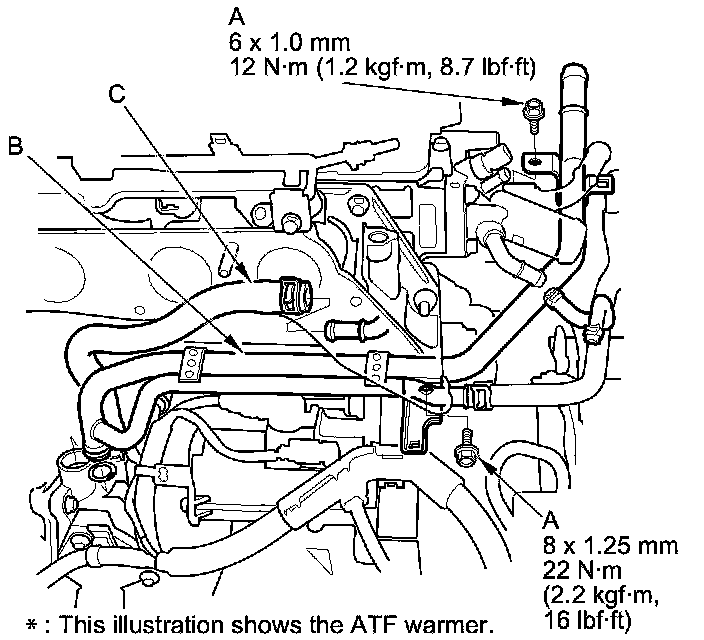 A
6 x 1.0 mm
12 N·m (1.2 kgf·m, 8.7 lbf·ft)
C
B
A
8 x 1.25 mm
22 N·m
(2.2 kgf·m,
16 lbf·ft)
* : This illustration shows the ATF warmer.